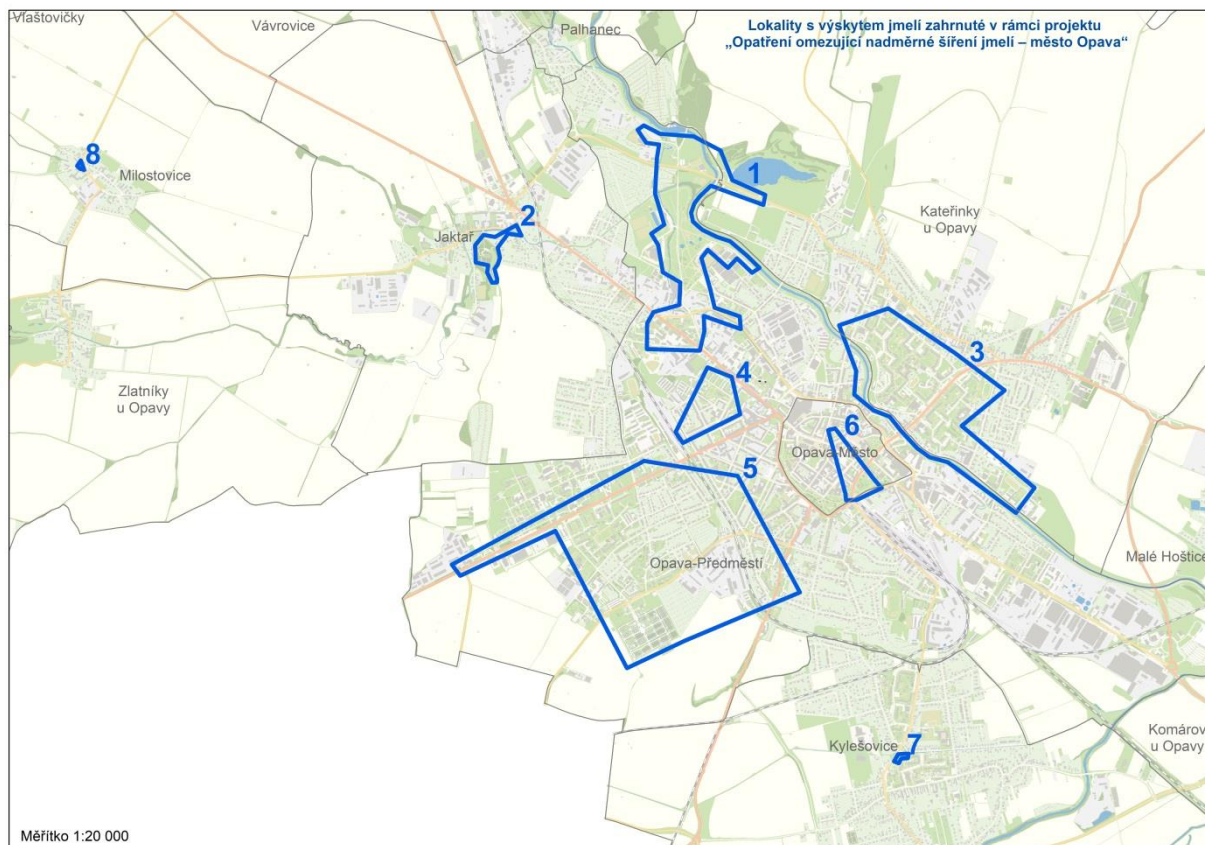 Vlaštovičky
Vávrovice
Palhanec
Lokality s výskytem jmelí zahrnuté v rámci projektu
„Opatření omezující nadměrné šíření jmelí – město Opava“
8
Milostovice
1
2
Jaktař
Kateřinky
u Opavy
3
Zlatníky
u Opavy
4
6
Opava-Město
5
Opava-Předměstí
Malé Hoštice
7
Kylešovice
Komárov
u Opavy
Měřítko 1:20 000